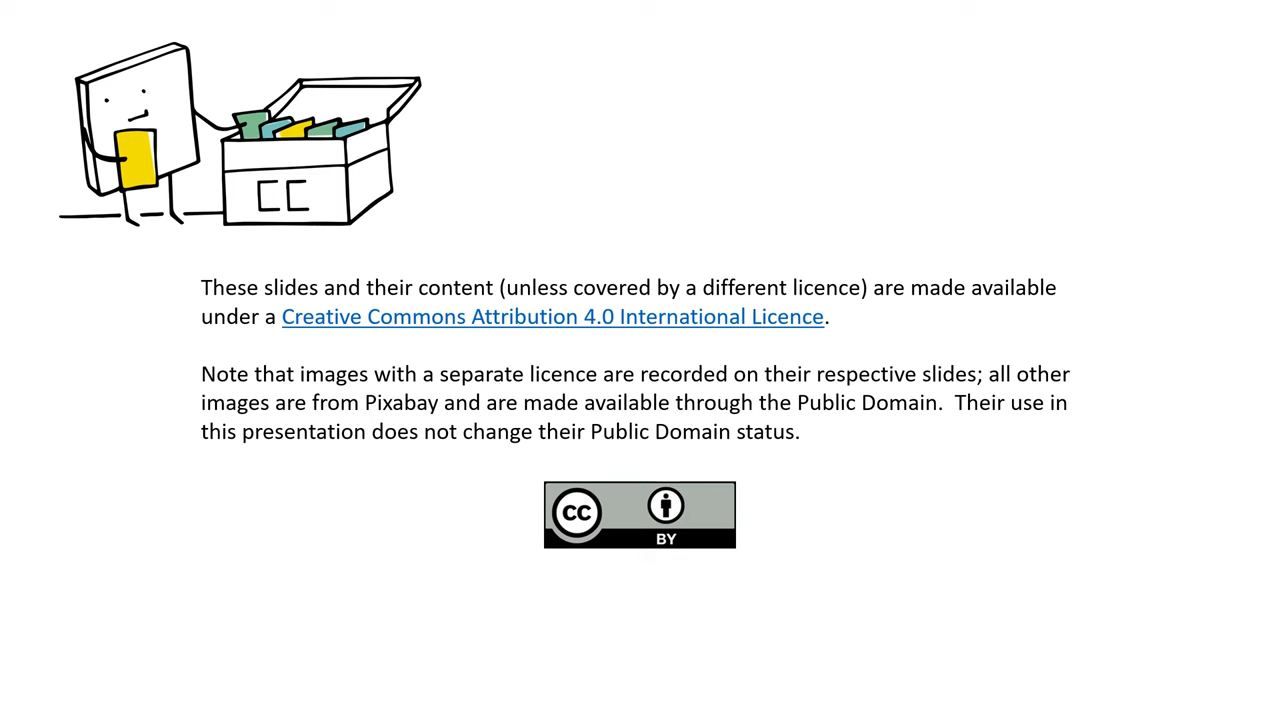 CC
These slides and their content (unless covered by a different licence) are made available
under a Creative Commons Attribution 4.0 International Licence.
Note that images with a separate licence are recorded on their respective slides; all other
images are from Pixabay and are made available through the Public Domain.  Their use in
this presentation does not change their Public Domain status.
CC
BY